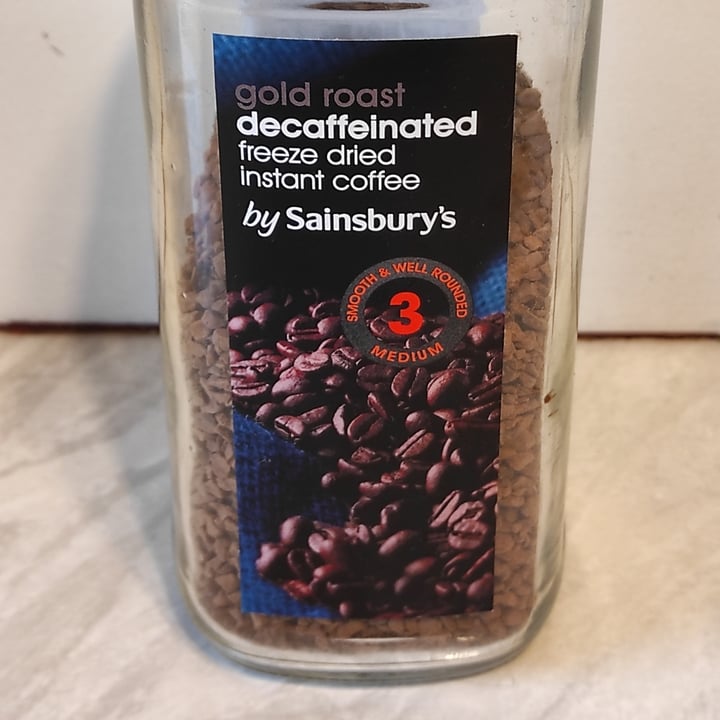 gold roast
decaffeinated
freeze dried
instant coffee
by Sainsbury's
SMOOTH & WELL ROUNDED
3
MEDIUM